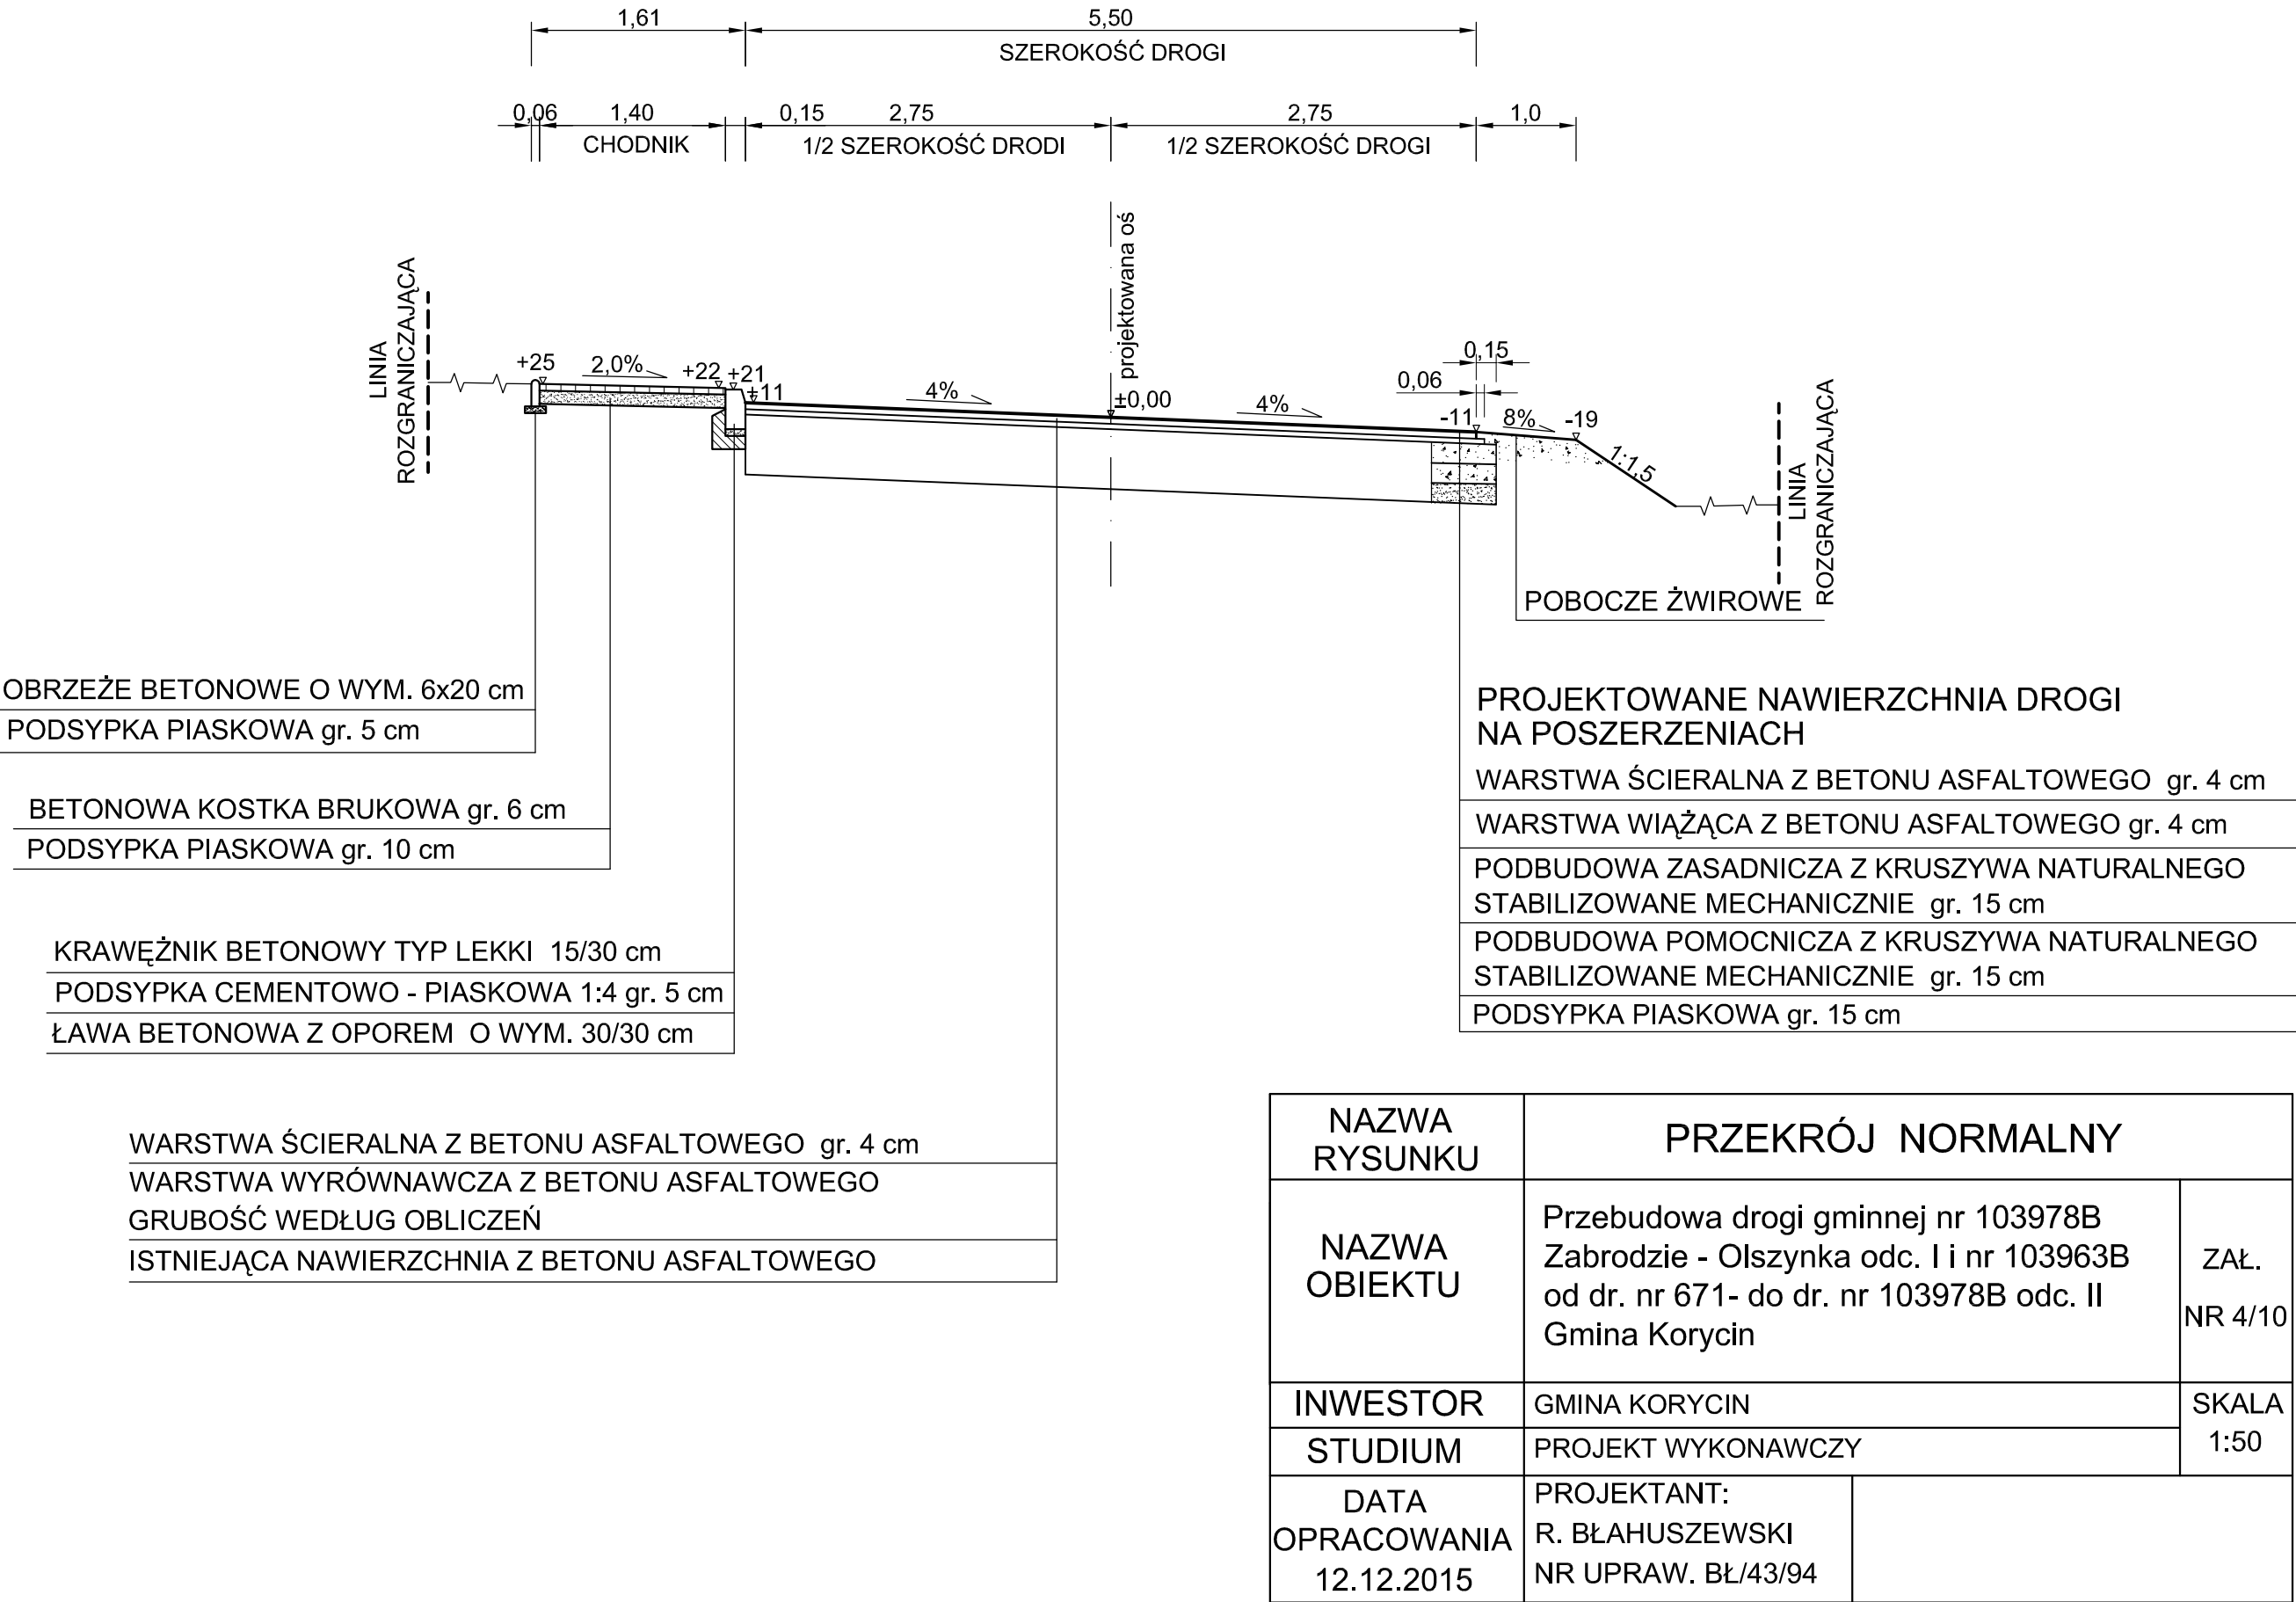 1,61
5,50
SZEROKOŚĆ DROGI
0,06
1,40
0,15
2,75
2,75
1,0
CHODNIK
1/2 SZEROKOŚĆ DRODI
1/2 SZEROKOŚĆ DROGI
projektowana oś
LINIA
ROZGRANICZAJĄCA
+25
2,0%
+22
+21
+11
4%
±0,00
4%
0,15
0,06
-11
8%
-19
1:1,5
LINIA
ROZGRANICZAJĄCA
POBOCZE ŻWIROWE
OBRZEŻE BETONOWE O WYM. 6x20 cm
PODSYPKA PIASKOWA gr. 5 cm
BETONOWA KOSTKA BRUKOWA gr. 6 cm
PODSYPKA PIASKOWA gr. 10 cm
KRAWĘŻNIK BETONOWY TYP LEKKI 15/30 cm
PODSYPKA CEMENTOWO - PIASKOWA 1:4 gr. 5 cm
ŁAWA BETONOWA Z OPOREM O WYM. 30/30 cm
WARSTWA ŚCIERALNA Z BETONU ASFALTOWEGO gr. 4 cm
WARSTWA WYRÓWNAWCZA Z BETONU ASFALTOWEGO
GRUBOŚĆ WEDŁUG OBLICZEŃ
ISTNIEJĄCA NAWIERZCHNIA Z BETONU ASFALTOWEGO
PROJEKTOWANE NAWIERZCHNIA DROGI
NA POSZERZENIACH
WARSTWA ŚCIERALNA Z BETONU ASFALTOWEGO gr. 4 cm
WARSTWA WIĄŻĄCA Z BETONU ASFALTOWEGO gr. 4 cm
PODBUDOWA ZASADNICZA Z KRUSZYWA NATURALNEGO
STABILIZOWANE MECHANICZNIE gr. 15 cm
PODBUDOWA POMOCNICZA Z KRUSZYWA NATURALNEGO
STABILIZOWANE MECHANICZNIE gr. 15 cm
PODSYPKA PIASKOWA gr. 15 cm
NAZWA
RYSUNKU
PRZEKRÓJ NORMALNY
NAZWA
OBIEKTU
Przebudowa drogi gminnej nr 103978B
Zabrodzie - Olszynka odc. I i nr 103963B
od dr. nr 671- do dr. nr 103978B odc. II
Gmina Korycin
ZAŁ.
NR 4/10
INWESTOR
GMINA KORYCIN
SKALA
1:50
STUDIUM
PROJEKT WYKONAWCZY
DATA
OPRACOWANIA
12.12.2015
PROJEKTANT:
R. BŁAHUSZEWSKI
NR UPRAW. BŁ/43/94